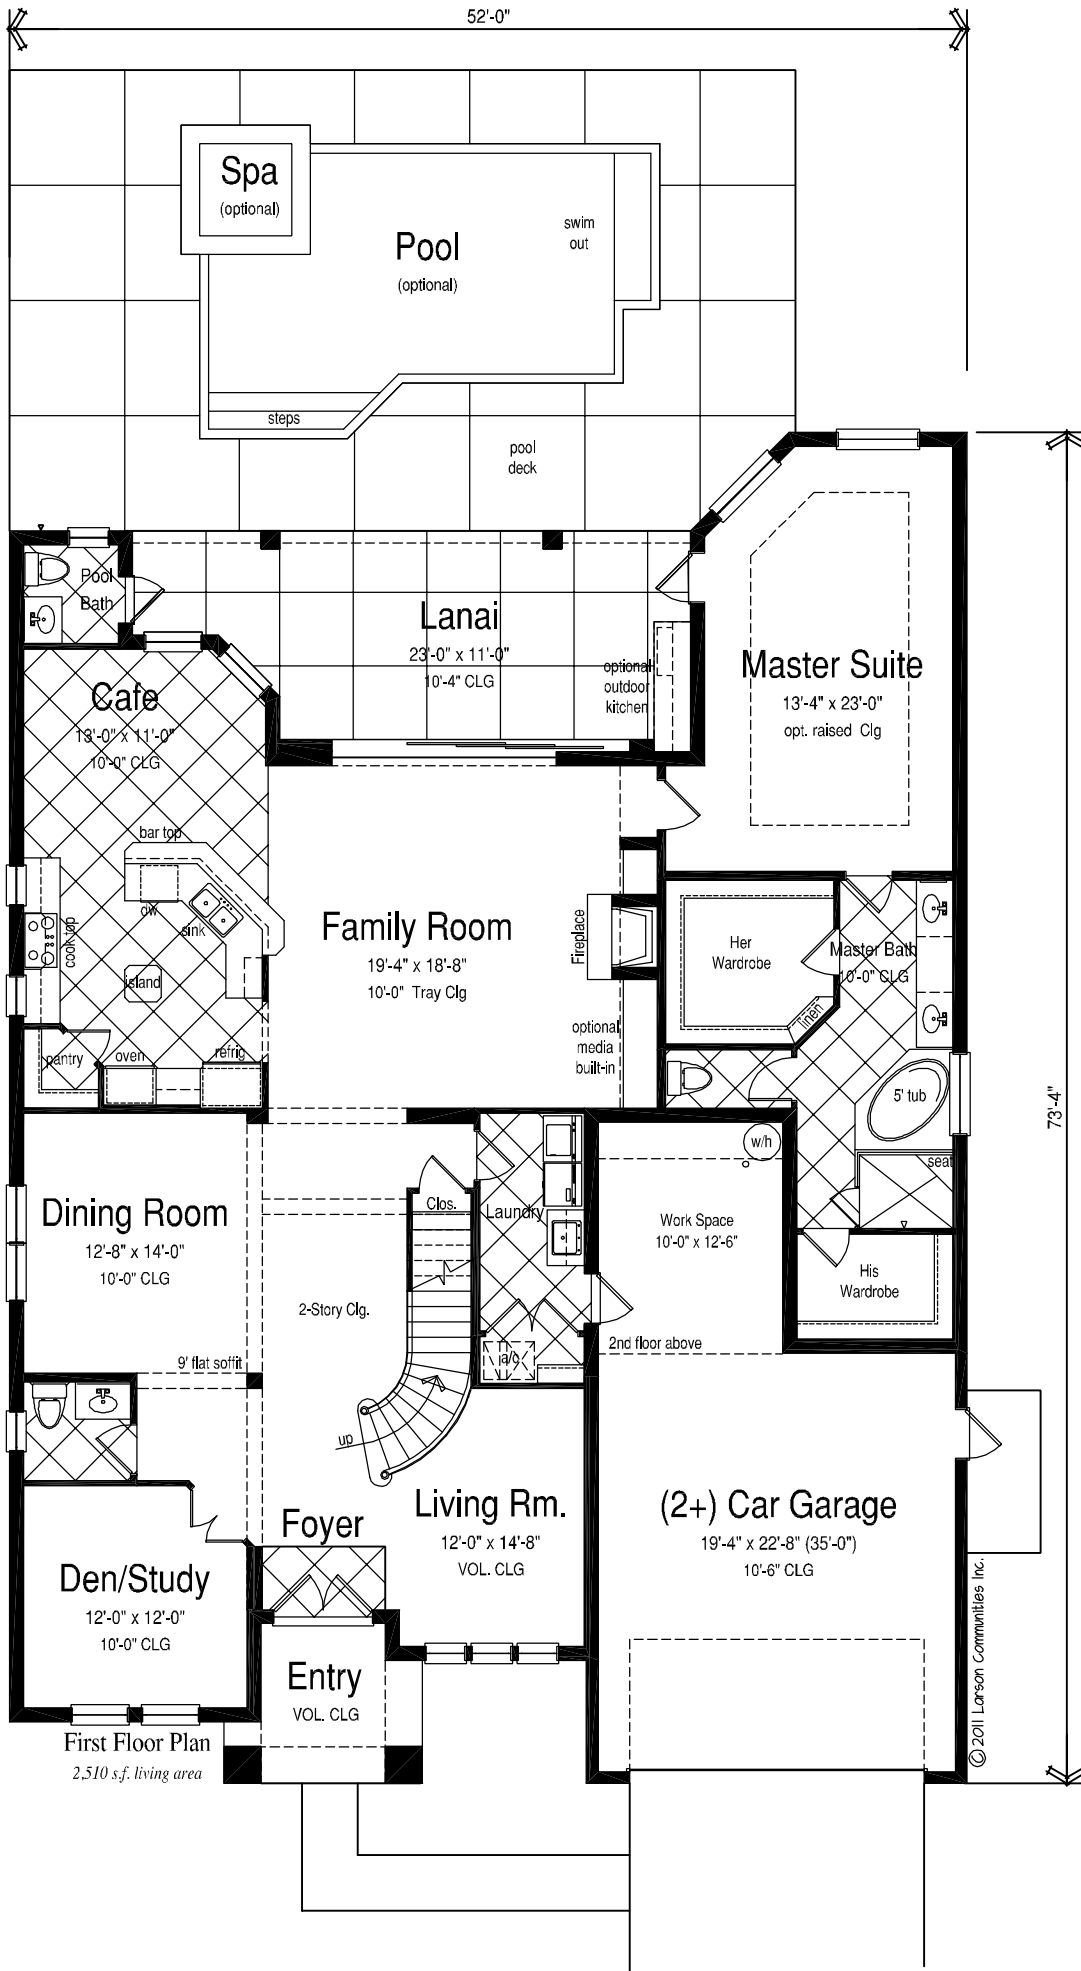 52'-0"
Spa
(optional)
Pool
(optional)
swim
out
steps
pool
deck
Pool
Bath
Lanai
23'-0" x 11'-0"
10'-4" CLG
optional
outdoor
kitchen
Master Suite
13'-4" x 23'-0"
opt. raised Clg
Cafe
13'-0" x 11'-0"
10'-0" CLG
bar top
dw
sink
cook top
island
pantry
oven
refrig
Family Room
19'-4" x 18'-8"
10'-0" Tray Clg
Fireplace
optional
media
built-in
Her
Wardrobe
linen
Master Bath
10'-0" CLG
5' tub
seat
73'-4"
w/h
Dining Room
12'-8" x 14'-0"
10'-0" CLG
Clos.
Laundry
Work Space
10'-0" x 12'-6"
His
Wardrobe
2-Story Clg.
2nd floor above
9' flat soffit
a/c
up
Living Rm.
12'-0" x 14'-8"
VOL. CLG
(2+) Car Garage
19'-4" x 22'-8" (35'-0")
10'-6" CLG
Foyer
Den/Study
12'-0" x 12'-0"
10'-0" CLG
Entry
VOL. CLG
First Floor Plan
2,510 s.f. living area
© 2011 Larson Communities Inc.